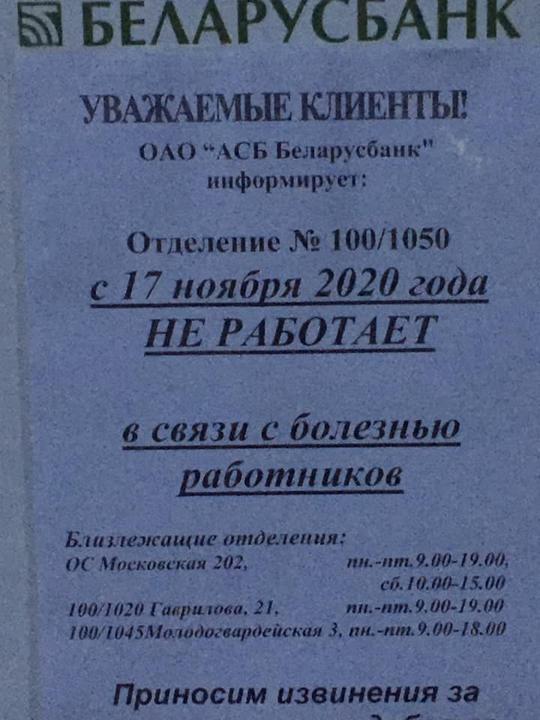 БЕЛАРУСБАНК
УВАЖАЕМЫЕ КЛИЕНТЫ!
ОАО “АСБ Беларусбанк"
информирует:
Отделение № 100/1050
с 17 ноября 2020 года
НЕ РАБОТАЕТ
в связи с болезнью
работников
Близлежащие отделения:
ОС Московская 202, пн.-пт.9.00-19.00,
сб.10.00-15.00
100/1020 Гаврилова, 21, пн.-пт.9.00-19.00
100/1045Молодогвардейская 3, пн.-пт.9.00-18.00
Приносим извинения за